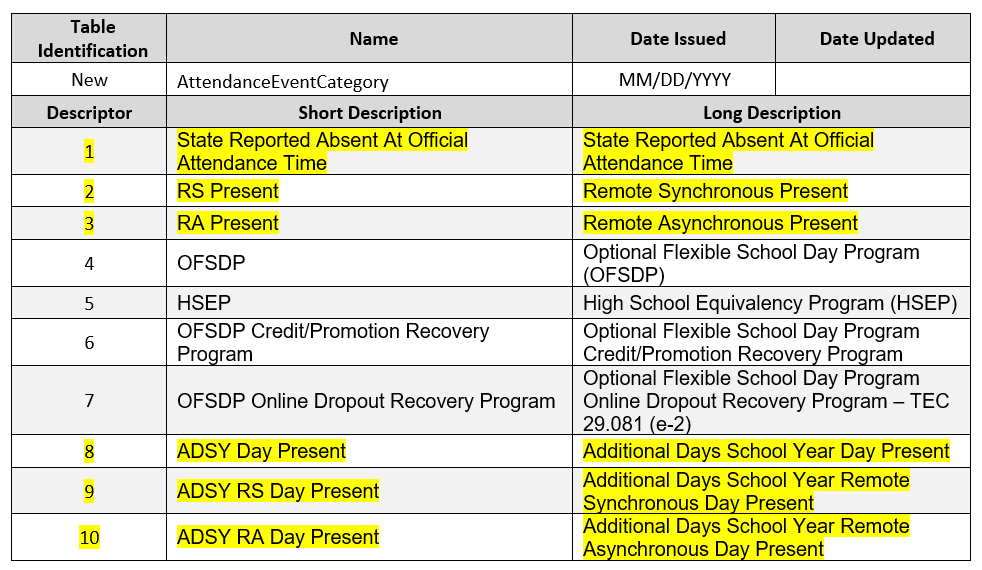 Table Identification Name Date Issued Date Updated
New AttendanceEventCategory MM/DD/YYYY
Descriptor Short Description Long Description
1 State Reported Absent At Official Attendance Time State Reported Absent At Official Attendance Time
2 RS Present Remote Synchronous Present
3 RA Present Remote Asynchronous Present
4 OFSDP Optional Flexible School Day Program (OFSDP)
5 HSEP High School Equivalency Program (HSEP)
6 OFSDP Credit/Promotion Recovery Program Optional Flexible School Day Program Credit/Promotion Recovery Program
7 OFSDP Online Dropout Recovery Program Optional Flexible School Day Program Online Dropout Recovery Program – TEC 29.081 (e-2)
8 ADSY Day Present Additional Days School Year Day Present
9 ADSY RS Day Present Additional Days School Year Remote Synchronous Day Present
10 ADSY RA Day Present Additional Days School Year Remote Asynchronous Day Present